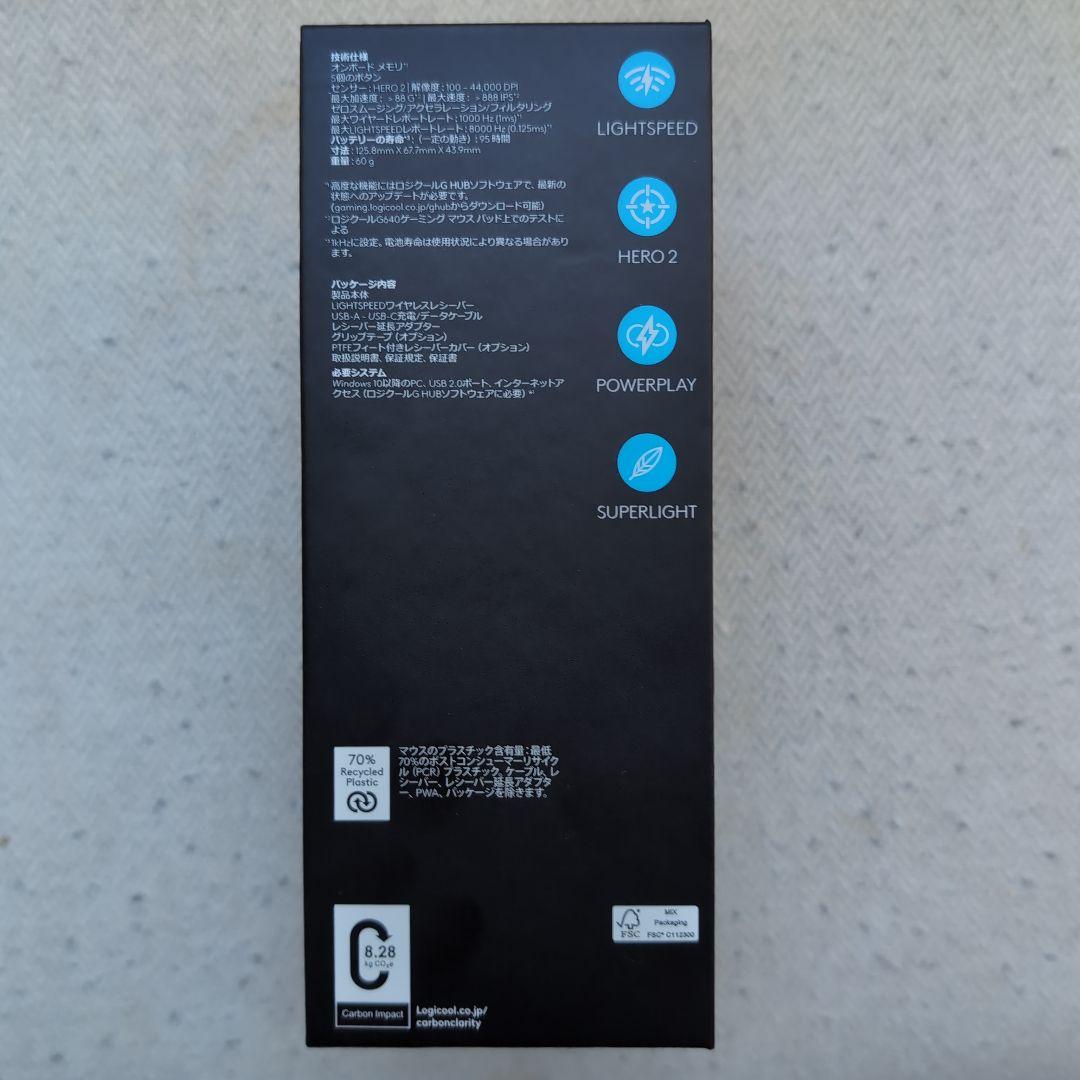 技術仕様
オンボード メモリ*¹
5個のボタン
センサー : HERO 2 | 解像度 : 100 – 44,000 DPI
最大加速度 : > 88 G*² | 最大速度 : > 888 IPS*²
ゼロスムージング/アクセラレーション/フィルタリング
最大ワイヤードレポートレート : 1000 Hz (1ms)*¹
最大LIGHTSPEEDレポートレート : 8000 Hz (0.125ms)*¹
バッテリーの寿命*³ : (一定の動き) : 95 時間
寸法 : 125.8mm X 67.7mm X 43.9mm
重量 : 60 g
*¹高度な機能にはロジクールG HUBソフトウェアで、最新の
状態へのアップデートが必要です。
(gaming.logicool.co.jp/ghubからダウンロード可能)
*²ロジクールG640ゲーミング マウス パッド上でのテストに
よる
*³1kHzに設定。電池寿命は使用状況により異なる場合があり
ます。
パッケージ内容
製品本体
LIGHTSPEEDワイヤレスレシーバー
USB-A – USB-C充電/データケーブル
レシーバー延長アダプター
グリップテープ (オプション)
PTFEフィート付きレシーバーカバー (オプション)
取扱説明書、保証規定、保証書
必要システム
Windows 10以降のPC、USB 2.0ポート、インターネットア
クセス (ロジクールG HUBソフトウェアに必要) *¹
LIGHTSPEED
HERO 2
POWERPLAY
SUPERLIGHT
70%
Recycled
Plastic
マウスのプラスチック含有量 : 最低
70%のポストコンシューマーリサイク
ル (PCR) プラスチック。ケーブル、レ
シーバー、レシーバー延長アダプタ
ー、PWA、パッケージを除きます。
8.28
kg CO₂e
Carbon Impact
Logicool.co.jp/
carbonclarity
FSC
MIX
Packaging
FSC® C112300